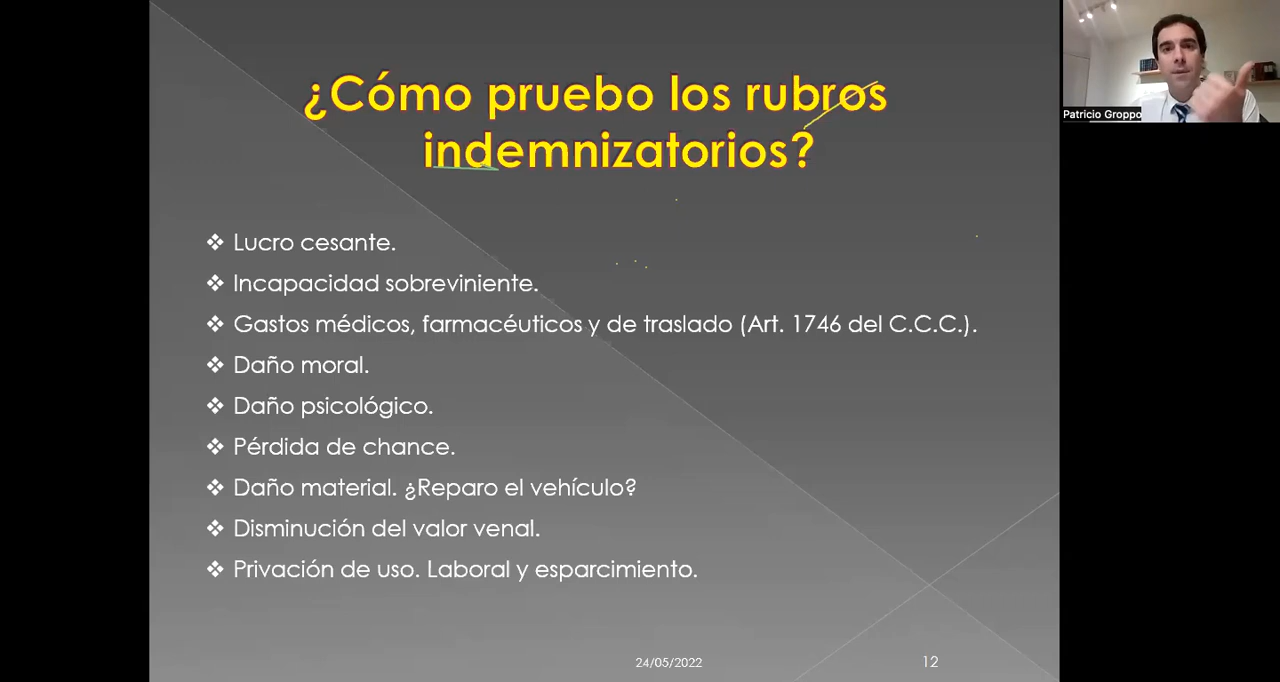 ¿Cómo pruebo los rubros
indemnizatorios?
Lucro cesante.
Incapacidad sobreviniente.
Gastos médicos, farmacéuticos y de traslado (Art. 1746 del C.C.C.).
Daño moral.
Daño psicológico.
Pérdida de chance.
Daño material. ¿Reparo el vehículo?
Disminución del valor venal.
Privación de uso. Laboral y esparcimiento.
24/05/2022
12
Patricio Groppo